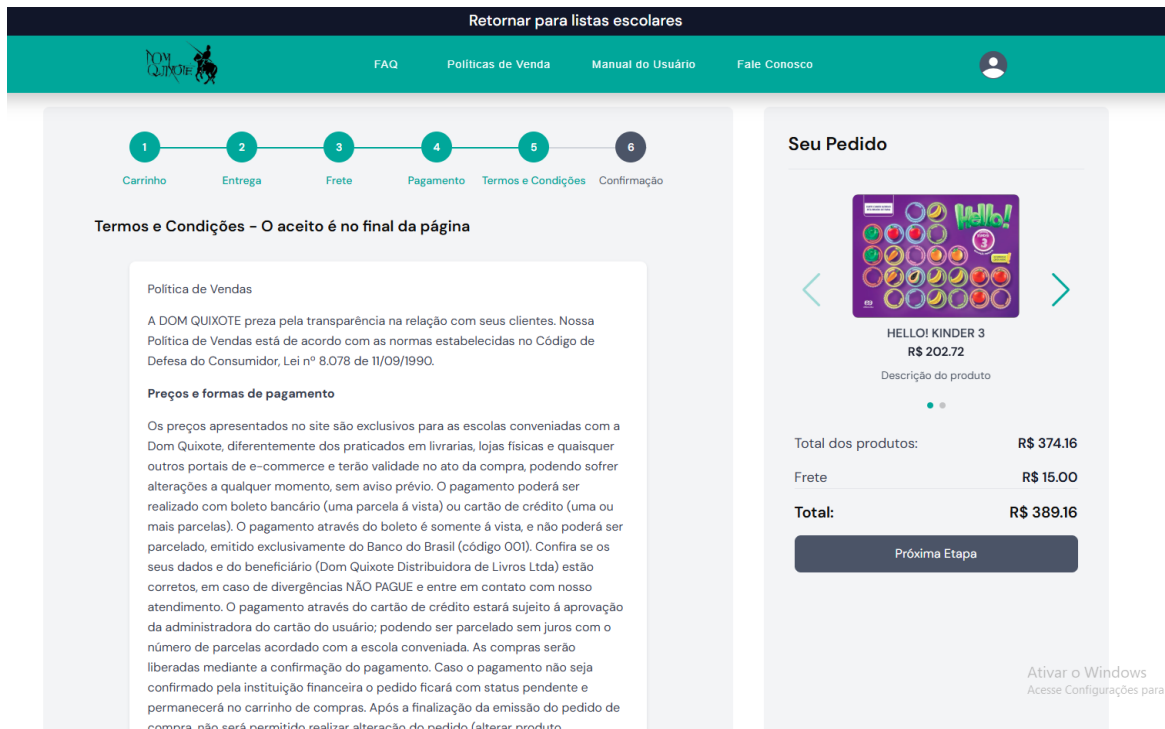 Retornar para listas escolares
DOM
QUIXOTE
FAQ
Políticas de Venda
Manual do Usuário
Fale Conosco
1
2
3
4
5
6
Carrinho
Entrega
Frete
Pagamento
Termos e Condições
Confirmação
Termos e Condições - O aceito é no final da página
Política de Vendas
A DOM QUIXOTE preza pela transparência na relação com seus clientes. Nossa
Política de Vendas está de acordo com as normas estabelecidas no Código de
Defesa do Consumidor, Lei nº 8.078 de 11/09/1990.
Preços e formas de pagamento
Os preços apresentados no site são exclusivos para as escolas conveniadas com a
Dom Quixote, diferentemente dos praticados em livrarias, lojas físicas e quaisquer
outros portais de e-commerce e terão validade no ato da compra, podendo sofrer
alterações a qualquer momento, sem aviso prévio. O pagamento poderá ser
realizado com boleto bancário (uma parcela á vista) ou cartão de crédito (uma ou
mais parcelas). O pagamento através do boleto é somente á vista, e não poderá ser
parcelado, emitido exclusivamente do Banco do Brasil (código 001). Confira se os
seus dados e do beneficiário (Dom Quixote Distribuidora de Livros Ltda) estão
corretos, em caso de divergências NÃO PAGUE e entre em contato com nosso
atendimento. O pagamento através do cartão de crédito estará sujeito á aprovação
da administradora do cartão do usuário; podendo ser parcelado sem juros com o
número de parcelas acordado com a escola conveniada. As compras serão
liberadas mediante a confirmação do pagamento. Caso o pagamento não seja
confirmado pela instituição financeira o pedido ficará com status pendente e
permanecerá no carrinho de compras. Após a finalização da emissão do pedido de
compra, não será permitido realizar alteração do pedido (alterar produto
Seu Pedido
Hello!
3
HELLO! KINDER 3
R$ 202.72
Descrição do produto
Total dos produtos:
R$ 374.16
Frete
R$ 15.00
Total:
R$ 389.16
Próxima Etapa
Ativar o Windows
Acesse Configurações para